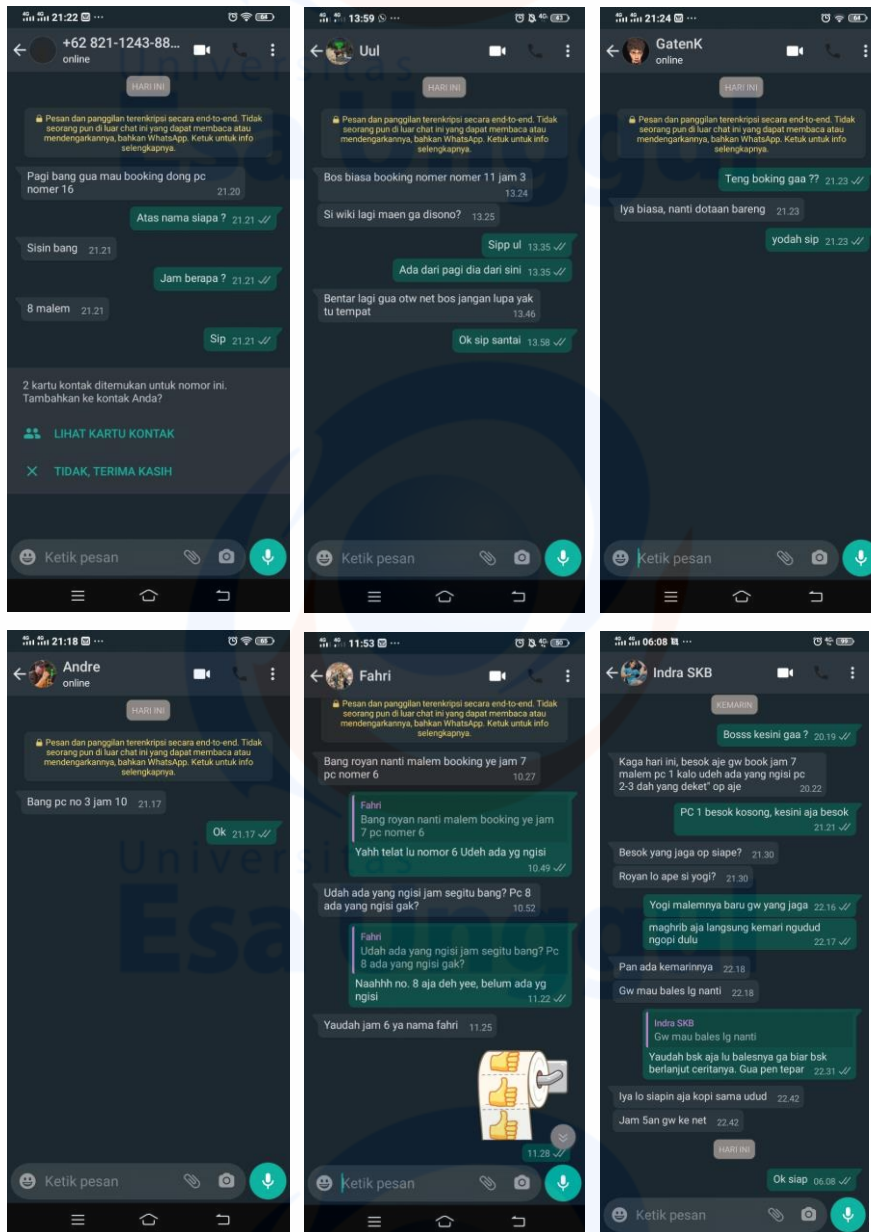 21:22
64
+62 821-1243-88...
online
HARI INI
Pesan dan panggilan terenkripsi secara end-to-end. Tidak
seorang pun di luar chat ini yang dapat membaca atau
mendengarkannya, bahkan WhatsApp. Ketuk untuk info
selengkapnya.
Pagi bang gua mau booking dong pc
nomer 16 21.20
Atas nama siapa ? 21.21
Sisin bang 21.21
Jam berapa ? 21.21
8 malem 21.21
Sip 21.21
2 kartu kontak ditemukan untuk nomor ini.
Tambahkan ke kontak Anda?
LIHAT KARTU KONTAK
TIDAK, TERIMA KASIH
Ketik pesan
13:59
Uul
HARI INI
Pesan dan panggilan terenkripsi secara end-to-end. Tidak
seorang pun di luar chat ini yang dapat membaca atau
mendengarkannya, bahkan WhatsApp. Ketuk untuk info
selengkapnya.
Bos biasa booking nomer nomer 11 jam 3
13.24
Si wiki lagi maen ga disono? 13.25
Sipp ul 13.35
Ada dari pagi dia dari sini 13.35
Bentar lagi gua otw net bos jangan lupa yak
tu tempat 13.46
Ok sip santai 13.58
Ketik pesan
21:24
GatenK
online
HARI INI
Pesan dan panggilan terenkripsi secara end-to-end. Tidak
seorang pun di luar chat ini yang dapat membaca atau
mendengarkannya, bahkan WhatsApp. Ketuk untuk info
selengkapnya.
Teng boking gaa ?? 21.23
Iya biasa, nanti dotaan bareng 21.23
yodah sip 21.23
Ketik pesan
21:18
Andre
online
HARI INI
Pesan dan panggilan terenkripsi secara end-to-end. Tidak
seorang pun di luar chat ini yang dapat membaca atau
mendengarkannya, bahkan WhatsApp. Ketuk untuk info
selengkapnya.
Bang pc no 3 jam 10 21.17
Ok 21.17
Ketik pesan
11:53
Fahri
Pesan dan panggilan terenkripsi secara end-to-end. Tidak
seorang pun di luar chat ini yang dapat membaca atau
mendengarkannya, bahkan WhatsApp. Ketuk untuk info
selengkapnya.
Bang royan nanti malem booking ye jam 7
pc nomer 6 10.27
Fahri
Bang royan nanti malem booking ye jam
7 pc nomer 6
Yahh telat lu nomor 6 Udeh ada yg ngisi
10.49
Udah ada yang ngisi jam segitu bang? Pc 8
ada yang ngisi gak? 10.52
Fahri
Udah ada yang ngisi jam segitu bang? Pc
8 ada yang ngisi gak?
Naahhh no. 8 aja deh yee, belum ada yg
ngisi 11.22
Yaudah jam 6 ya nama fahri 11.25
11.28
Ketik pesan
06:08
Indra SKB
KEMARIN
Bosss kesini gaa ? 20.19
Kaga hari ini, besok aje gw book jam 7
malem pc 1 kalo udeh ada yang ngisi pc
2-3 dah yang deket" op aje 20.22
PC 1 besok kosong, kesini aja besok
21.21
Besok yang jaga op siape? 21.30
Royan lo ape si yogi? 21.30
Yogi malemnya baru gw yang jaga 22.16
maghrib aja langsung kemari ngudud
ngopi dulu 22.17
Pan ada kemarinnya 22.18
Gw mau bales lg nanti 22.18
Indra SKB
Gw mau bales lg nanti
Yaudah bsk aja lu balesnya ga biar bsk
berlanjut ceritanya. Gua pen tepar 22.31
Iya lo siapin aja kopi sama udud 22.42
Jam 5an gw ke net 22.42
HARI INI
Ok siap 06.08
Ketik pesan
Universitas
Esa Unggul
Universitas
Esa Unggul